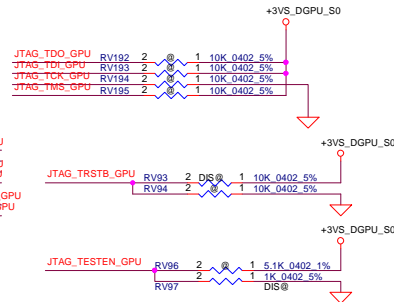 +3VS_DGPU_S0
JTAG_TDO_GPU RV192 2 @ 1 10K_0402_5%
JTAG_TDI_GPU RV193 2 @ 1 10K_0402_5%
JTAG_TCK_GPU RV194 2 @ 1 10K_0402_5%
JTAG_TMS_GPU RV195 2 @ 1 10K_0402_5%
+3VS_DGPU_S0
JTAG_TRSTB_GPU RV93 2 DIS@ 1 10K_0402_5%
RV94 2 @ 1 10K_0402_5%
GPU
+3VS_DGPU_S0
JTAG_TESTEN_GPU RV96 2 @ 1 5.1K_0402_1%
RV97 2 1 1K_0402_5%
DIS@